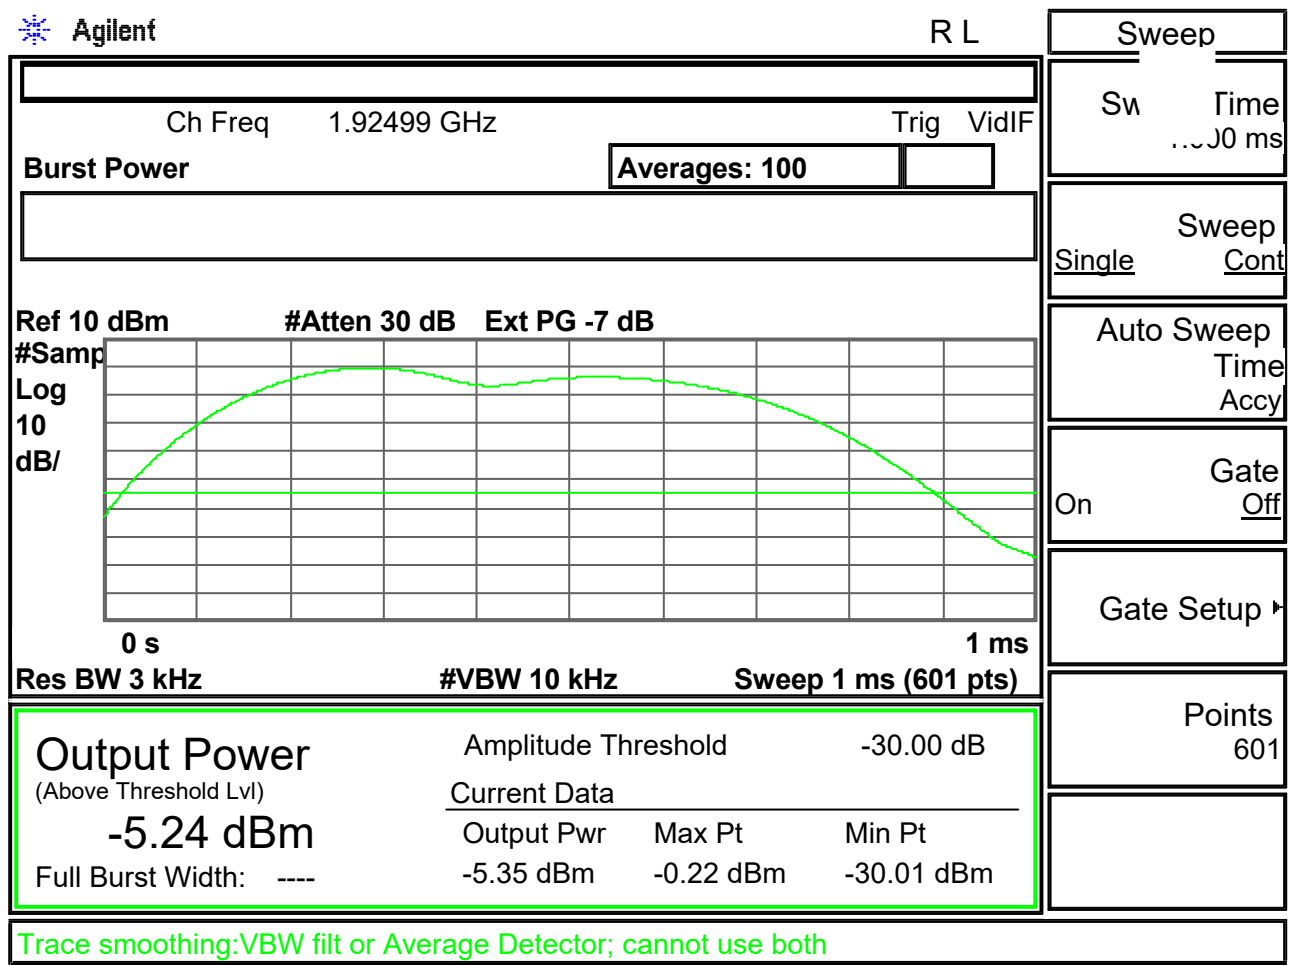 Agilent
R L
Ch Freq 1.92499 GHz
Trig VidIF
Burst Power
Averages: 100
Ref 10 dBm #Atten 30 dB Ext PG -7 dB
#Samp
Log
10
dB/
0 s
1 ms
Res BW 3 kHz #VBW 10 kHz Sweep 1 ms (601 pts)
Output Power
(Above Threshold Lvl)
-5.24 dBm
Full Burst Width: ----
Amplitude Threshold -30.00 dB
Current Data
Output Pwr Max Pt Min Pt
-5.35 dBm -0.22 dBm -30.01 dBm
Trace smoothing:VBW filt or Average Detector; cannot use both
Sweep
Time
ms
Sweep
Single Cont
Auto Sweep
Time
Accy
Gate
On Off
Gate Setup
Points
601